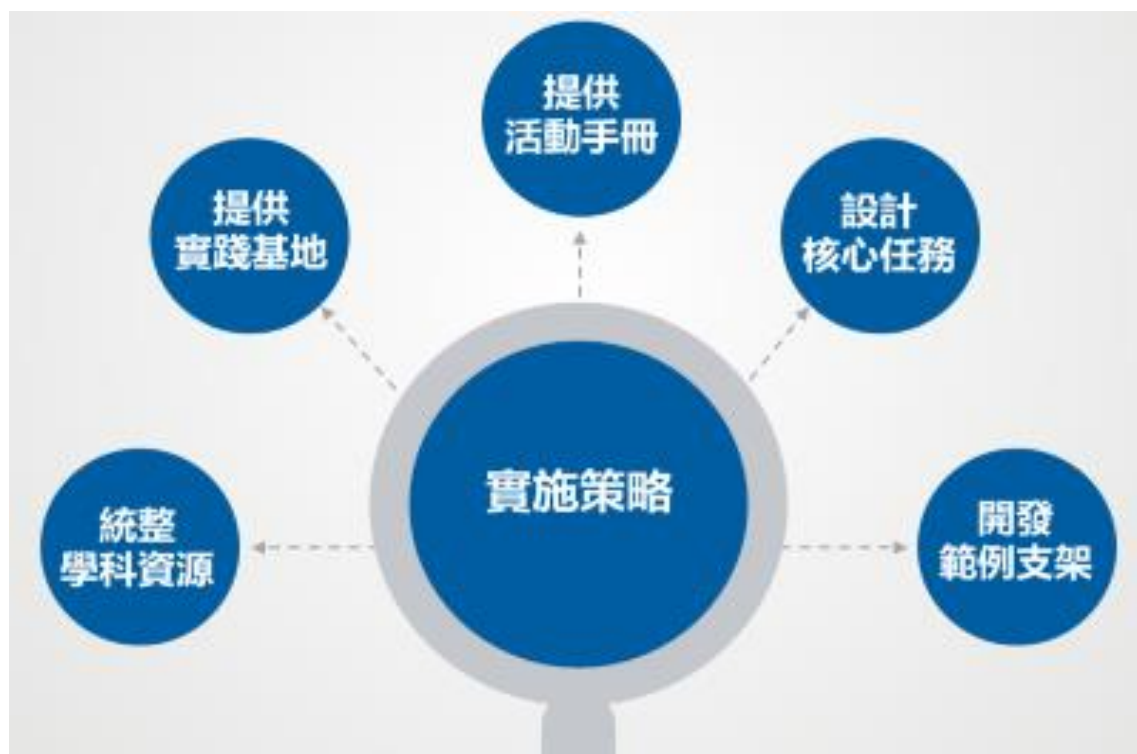 提供
活動手冊
提供
實踐基地
設計
核心任務
實施策略
統整
學科資源
開發
範例支架